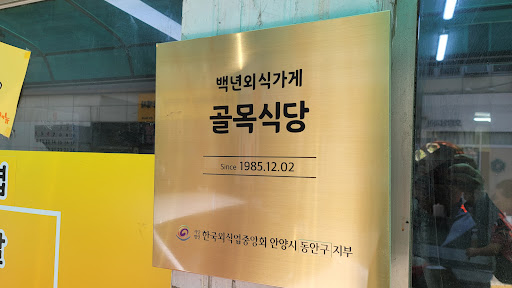 백년외식가게
골목식당
Since 1985.12.02
한국외식업중앙회 안양시 동안구 지부